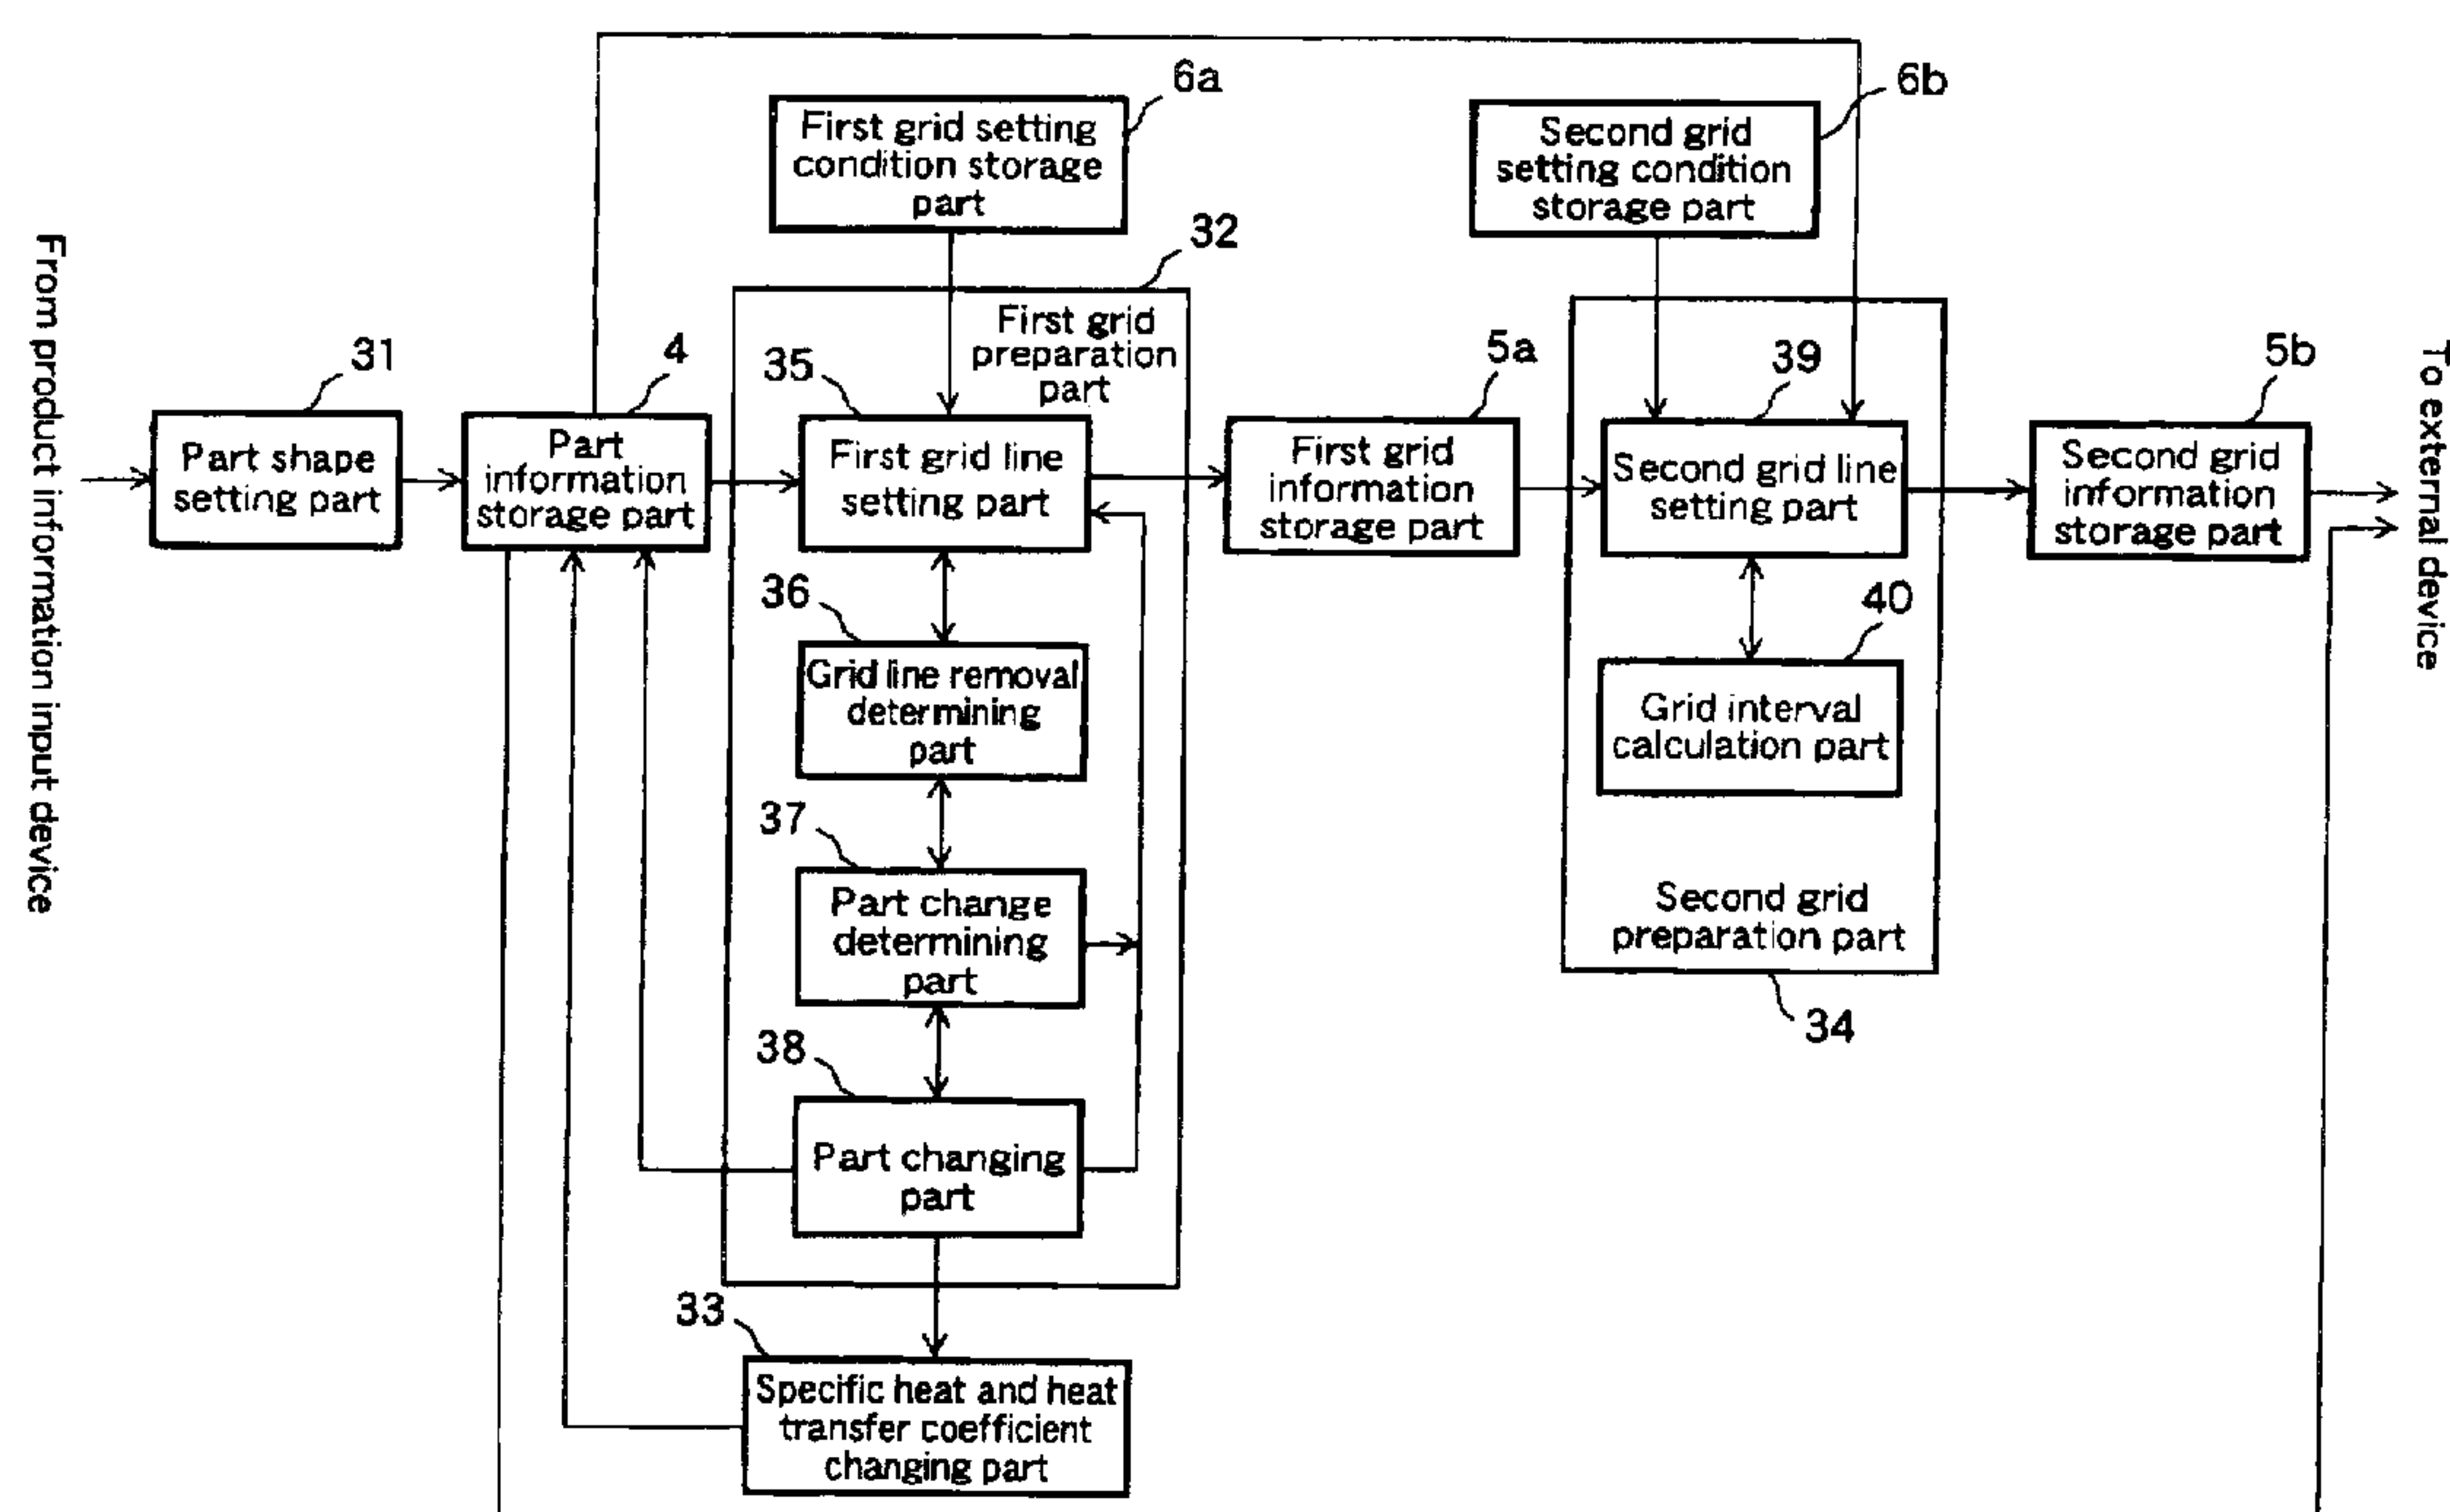 6a
First grid setting
condition storage
part
6b
Second grid
setting condition
storage part
32
First grid
preparation
part
From product information input device
31
Part shape
setting part
4
Part
information
storage part
35
First grid line
setting part
5a
First grid
information
storage part
39
Second grid line
setting part
5b
Second grid
information
storage part
To external device
36
Grid line removal
determining
part
40
Grid interval
calculation part
37
Part change
determining
part
Second grid
preparation part
34
38
Part changing
part
33
Specific heat and heat
transfer coefficient
changing part